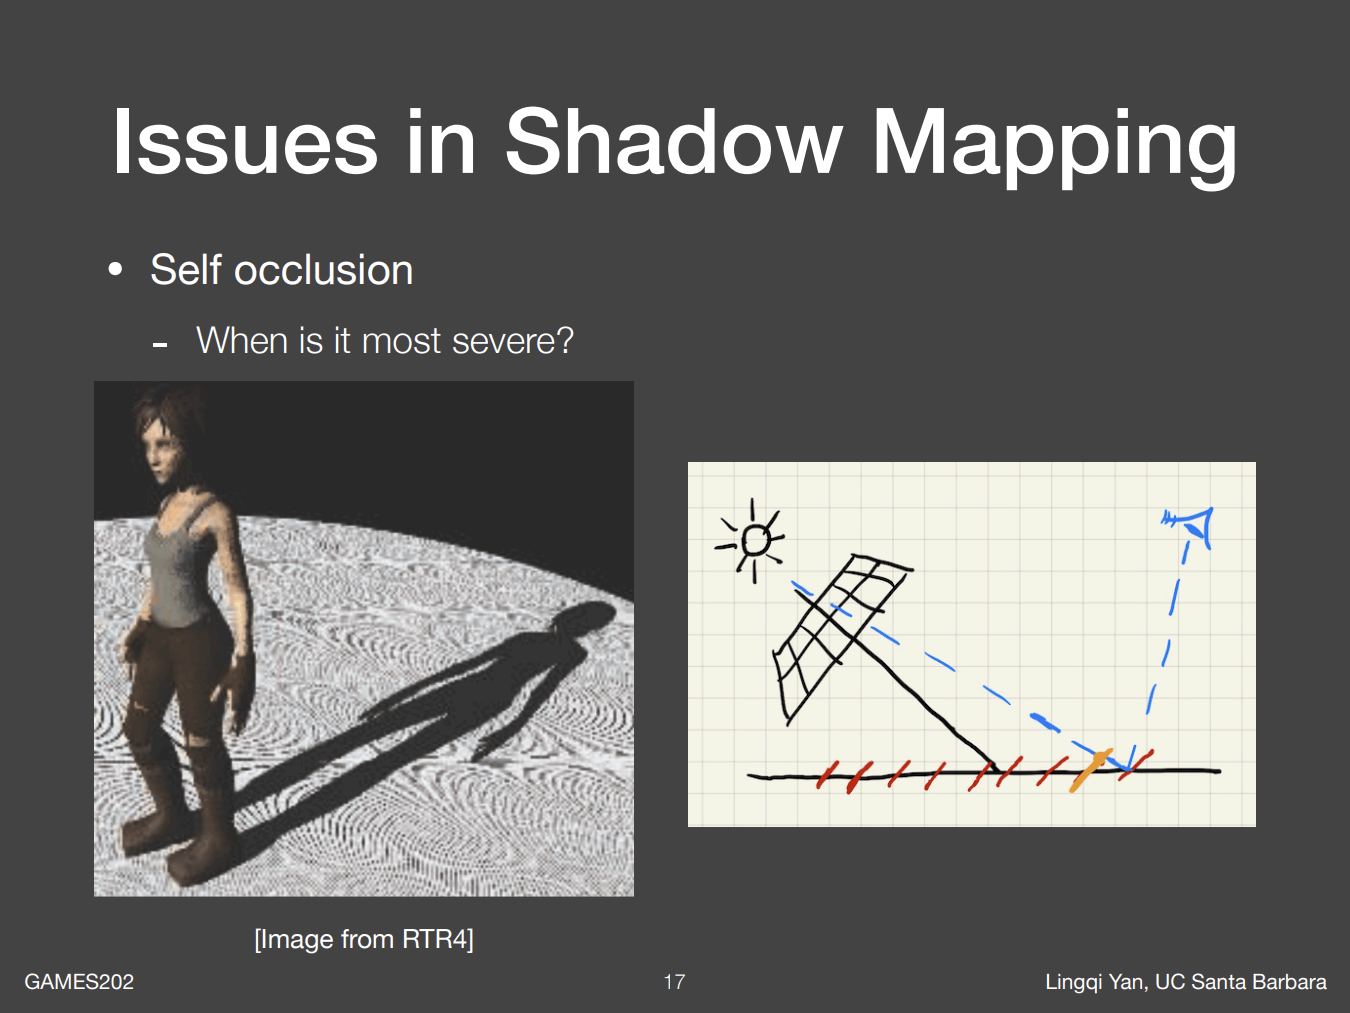 Issues in Shadow Mapping
• Self occlusion
- When is it most severe?
[Image from RTR4]
GAMES202
17
Lingqi Yan, UC Santa Barbara